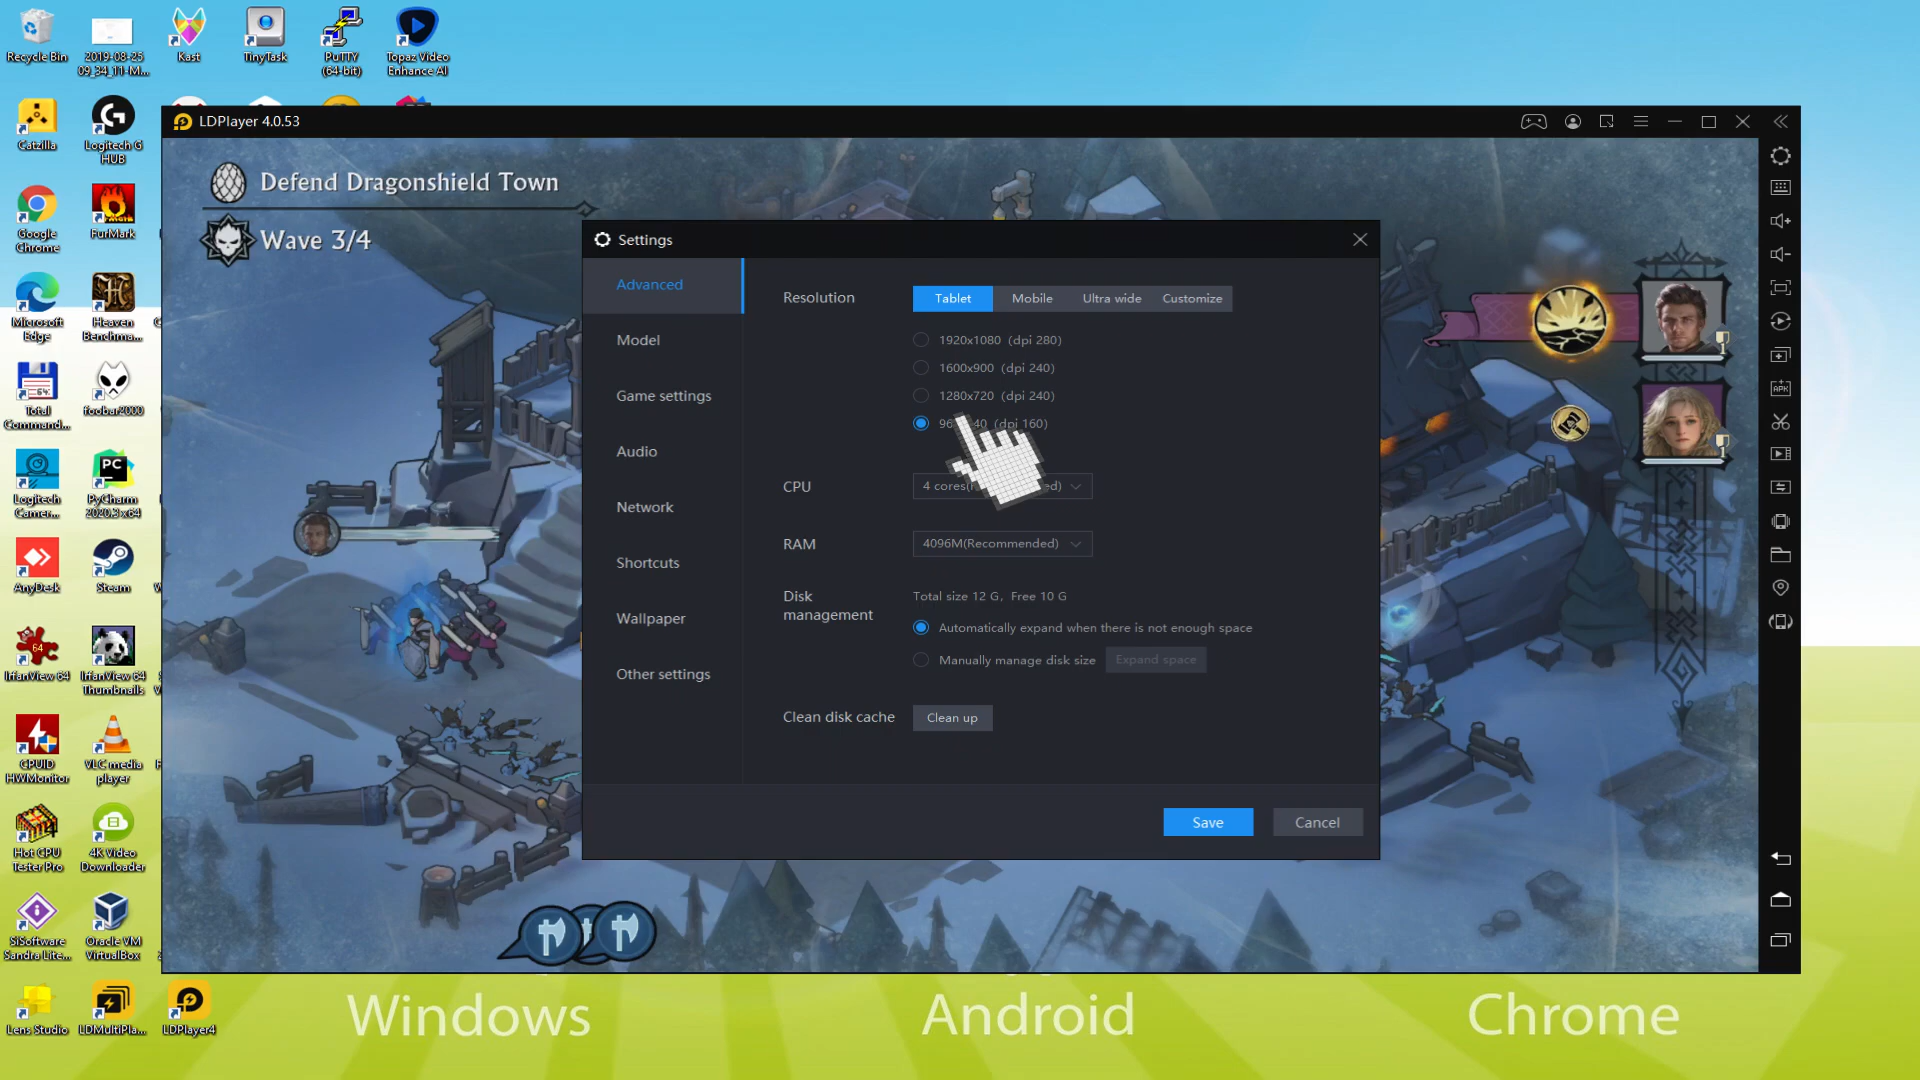 Recycle Bin
2019-08-25
09_34_11-M...
Kast
TinyTask
PuTTY
(64-bit)
Topaz Video
Enhance AI
Catzilla
Logitech G
HUB
Google
Chrome
FurMark
Microsoft
Edge
Heaven
Benchma...
Total
Command...
foobar2000
Logitech
Camer...
PyCharm
2020.3 x64
AnyDesk
Steam
IrfanView 64
IrfanView 64
Thumbnails
CPUID
HWMonitor
VLC media
player
Hot CPU
Tester Pro
4K Video
Downloader
SiSoftware
Sandra Lite...
Oracle VM
VirtualBox
Lens Studio
LDMultiPla...
LDPlayer4
LDPlayer 4.0.53
Defend Dragonshield Town
Wave 3/4
1
1
APK
Settings
Advanced
Model
Game settings
Audio
Network
Shortcuts
Wallpaper
Other settings
Resolution
Tablet
Mobile
Ultra wide
Customize
1920x1080 (dpi 280)
1600x900 (dpi 240)
1280x720 (dpi 240)
(dpi 160)
CPU
4 cores
RAM
4096M(Recommended)
Disk
management
Total size 12 G, Free 10 G
Automatically expand when there is not enough space
Manually manage disk size
Expand space
Clean disk cache
Clean up
Save
Cancel
Windows
Android
Chrome